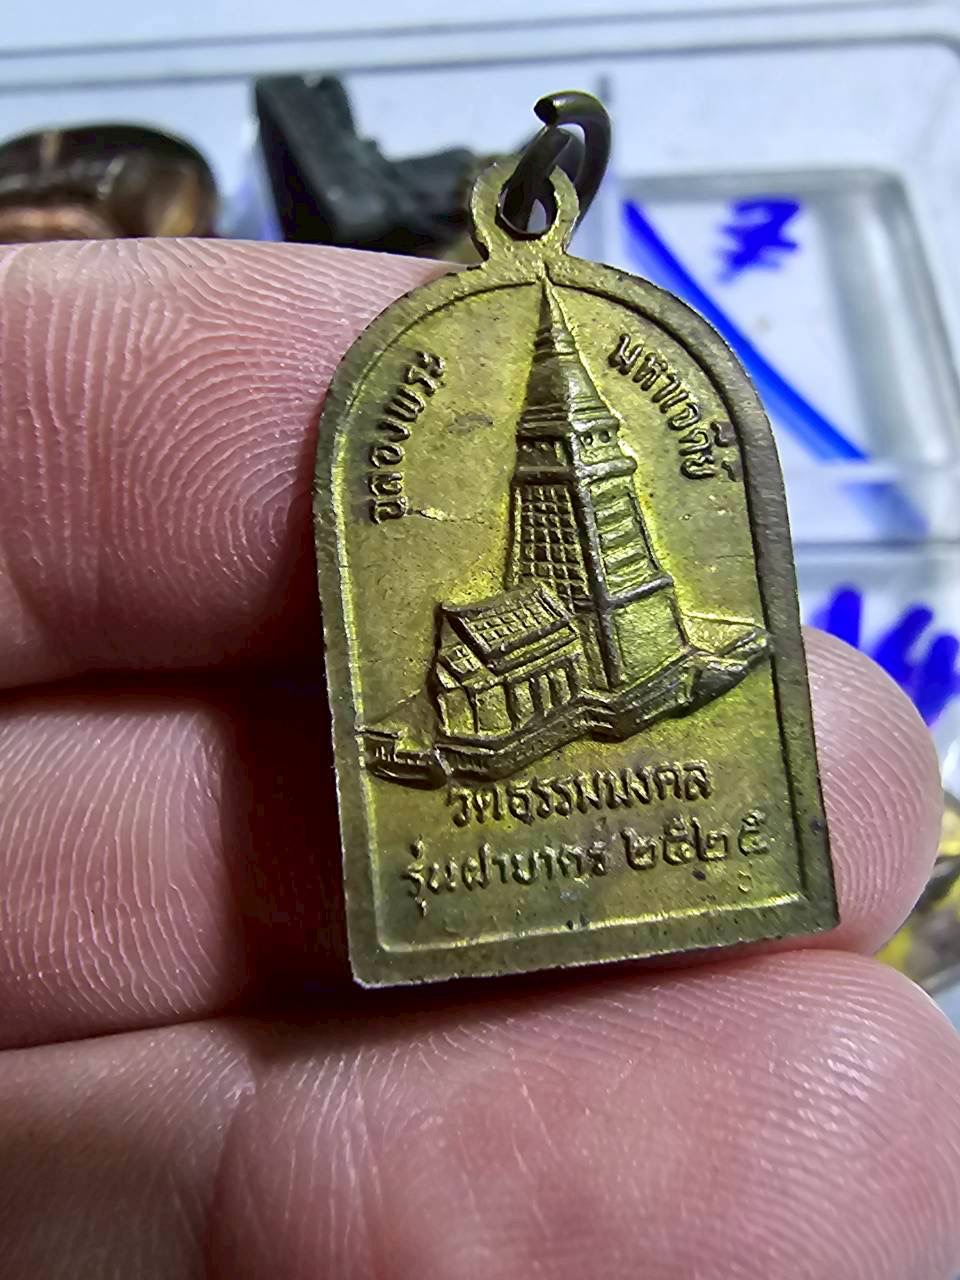 ฉลองพระ
มหาเจดีย์
วัดธรรมมงคล
รุ่นฝายาตร์ ๒๕๒๕